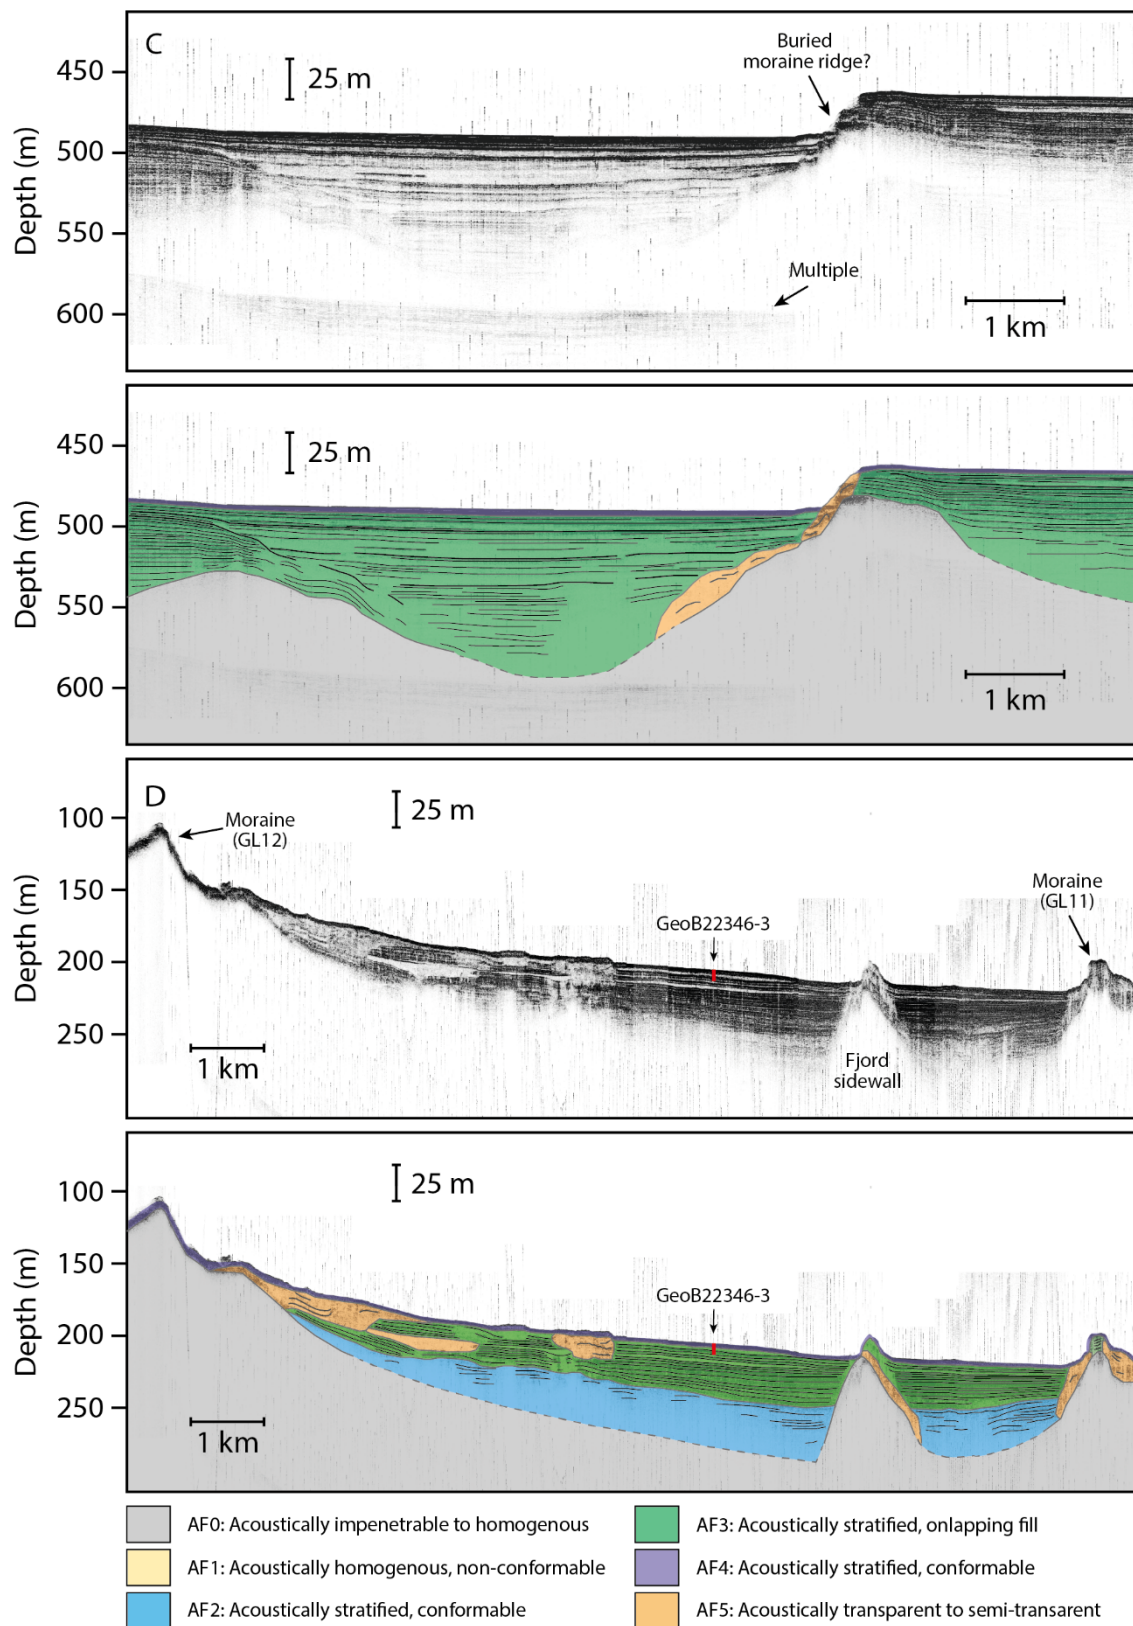 C
25 m
Buried
moraine ridge?
450
500
550
600
Depth (m)
Multiple
1 km
25 m
450
500
550
600
Depth (m)
1 km
D
25 m
Moraine
(GL12)
Moraine
(GL11)
GeoB22346-3
100
150
200
250
Depth (m)
1 km
Fjord
sidewall
25 m
100
150
200
250
Depth (m)
GeoB22346-3
1 km
AF0: Acoustically impenetrable to homogenous
AF1: Acoustically homogenous, non-conformable
AF2: Acoustically stratified, conformable
AF3: Acoustically stratified, onlapping fill
AF4: Acoustically stratified, conformable
AF5: Acoustically transparent to semi-transarent